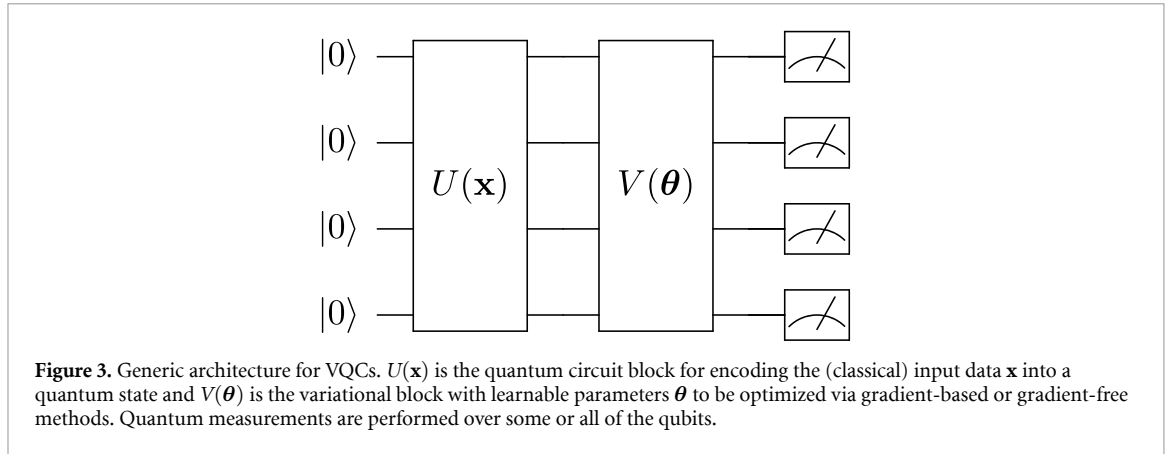 |0⟩
|0⟩
U(x) V(θ)
|0⟩
|0⟩
Figure 3. Generic architecture for VQCs. U(x) is the quantum circuit block for encoding the (classical) input data x into a
quantum state and V(θ) is the variational block with learnable parameters θ to be optimized via gradient-based or gradient-free
methods. Quantum measurements are performed over some or all of the qubits.